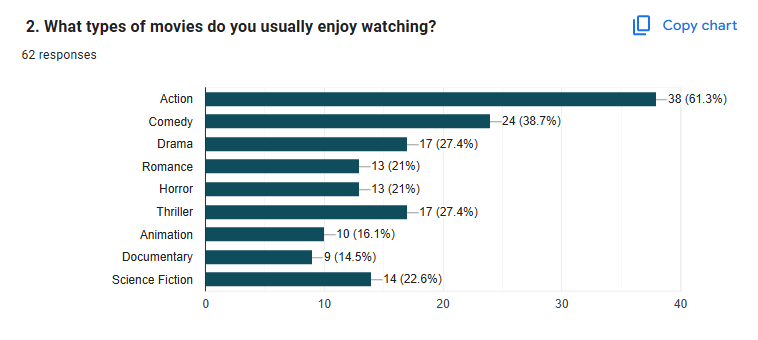 2. What types of movies do you usually enjoy watching?
Copy chart
62 responses
Action 38 (61.3%)
Comedy 24 (38.7%)
Drama 17 (27.4%)
Romance 13 (21%)
Horror 13 (21%)
Thriller 17 (27.4%)
Animation 10 (16.1%)
Documentary 9 (14.5%)
Science Fiction 14 (22.6%)
0 10 20 30 40